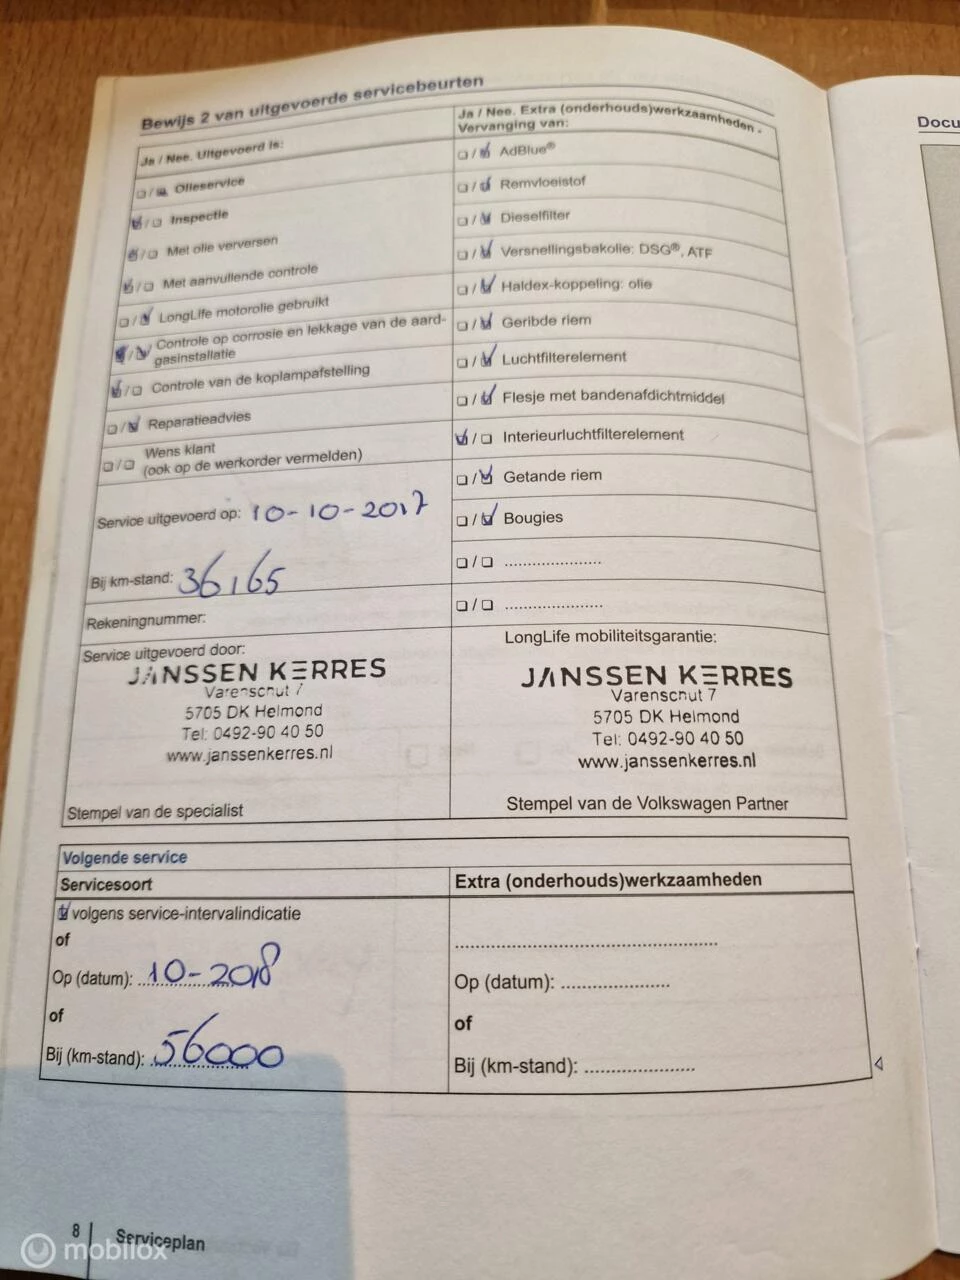 Bewijs 2 van uitgevoerde servicebeurten
Ja / Nee. Uitgevoerd is:
Olieservice
Inspectie
Met olie verversen
Met aanvullende controle
LongLife motorolie gebruikt
Controle op corrosie en lekkage van de aard-
gasinstallatie
Controle van de koplampafstelling
Reparatieadvies
Wens klant
(ook op de werkorder vermelden)
Service uitgevoerd op: 10-10-2017
Bij km-stand: 36165
Rekeningnummer:
Service uitgevoerd door:
JANSSEN KERRES
Varenschut 7
5705 DK Helmond
Tel: 0492-90 40 50
www.janssenkerres.nl
Stempel van de specialist
Ja / Nee. Extra (onderhouds)werkzaamheden -
Vervanging van:
AdBlue®
Remvloeistof
Dieselfilter
Versnellingsbakolie: DSG®, ATF
Haldex-koppeling: olie
Geribde riem
Luchtfilterelement
Flesje met bandenafdichtmiddel
Interieurluchtfilterelement
Getande riem
Bougies
LongLife mobiliteitsgarantie:
JANSSEN KERRES
Varenschut 7
5705 DK Helmond
Tel: 0492-90 40 50
www.janssenkerres.nl
Stempel van de Volkswagen Partner
Volgende service
Servicesoort
volgens service-intervalindicatie
of
Op (datum): 10-2018
of
Bij (km-stand): 56000
Extra (onderhouds)werkzaamheden
Op (datum):
of
Bij (km-stand):
8 Serviceplan
Docu
mobilox